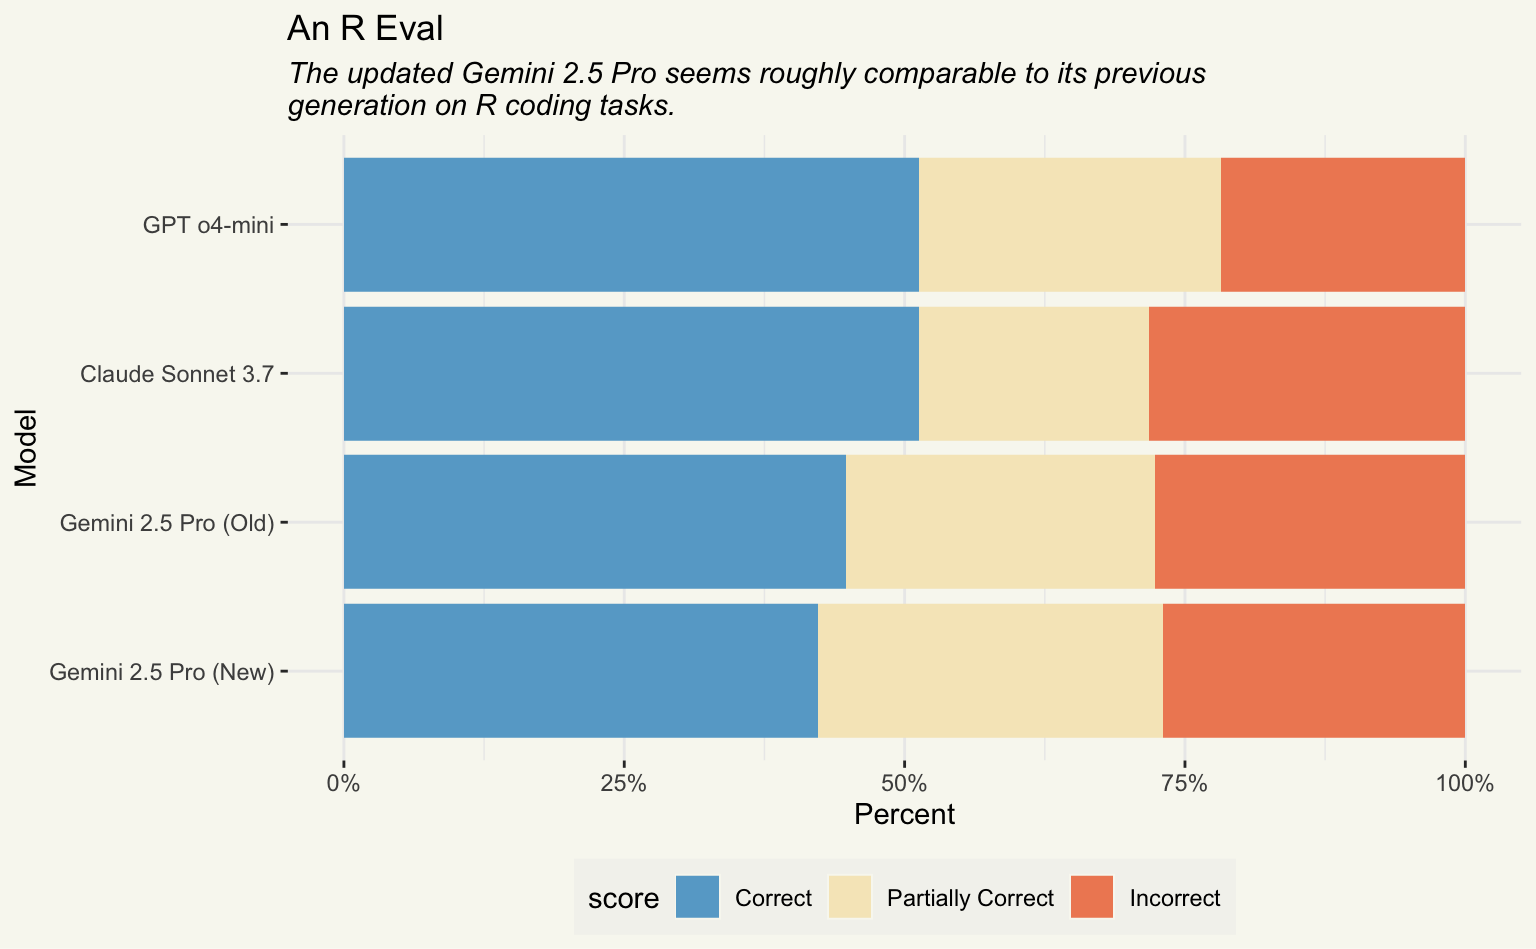 An R Eval
The updated Gemini 2.5 Pro seems roughly comparable to its previous
generation on R coding tasks.
Model
GPT o4-mini
Claude Sonnet 3.7
Gemini 2.5 Pro (Old)
Gemini 2.5 Pro (New)
0% 25% 50% 75% 100%
Percent
score Correct Partially Correct Incorrect